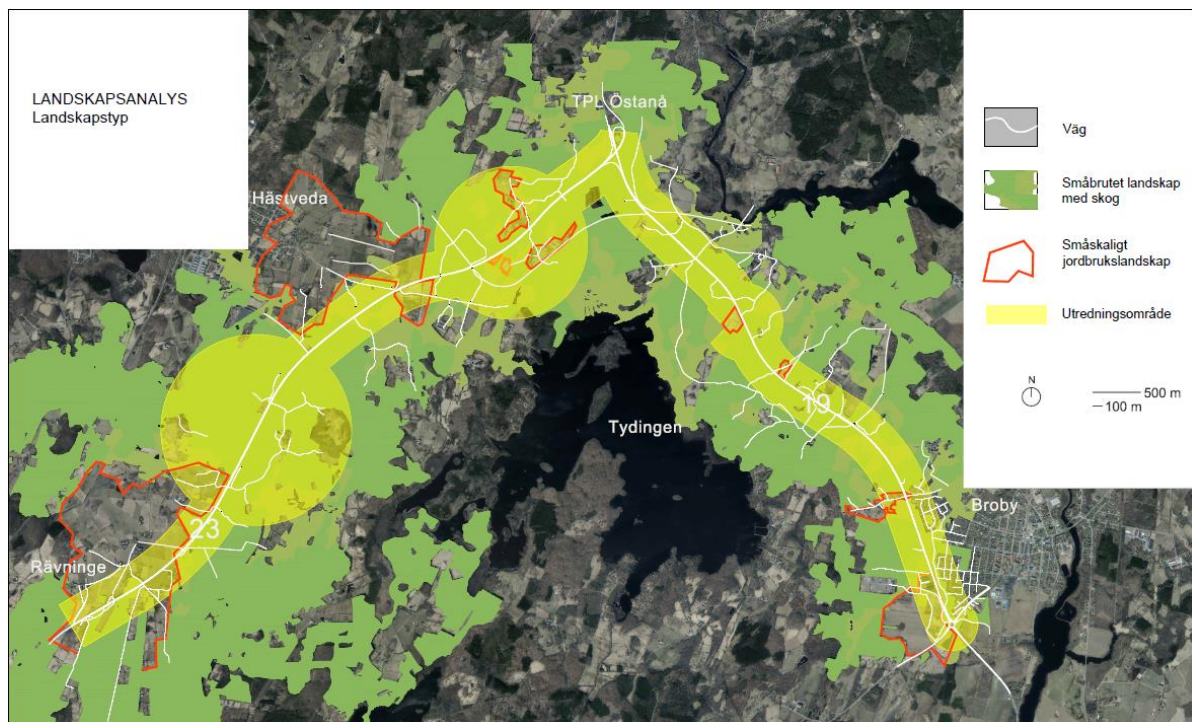 LANDSKAPSANALYS
Landskapstyp
TPL Östanå
Hästveda
Tydingen
19
Broby
23
Rävninge
Väg
Småbrutet landskap
med skog
Småskaligt
jordbrukslandskap
Utredningsområde
N
500 m
100 m